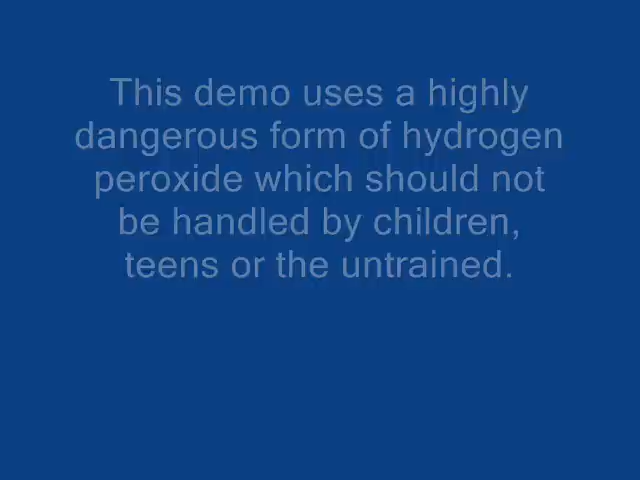 This demo uses a highly
dangerous form of hydrogen
peroxide which should not
be handled by children,
teens or the untrained.